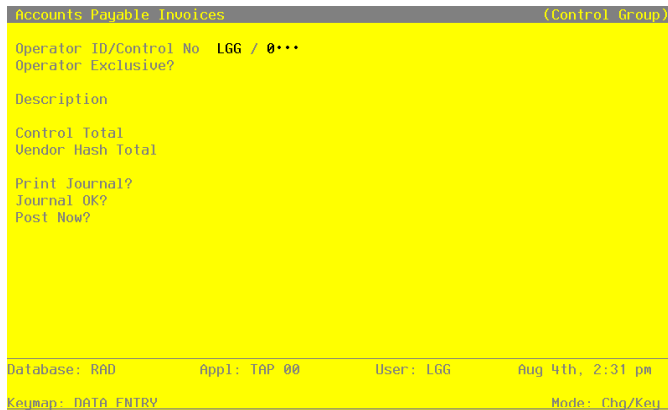 Accounts Payable Invoices (Control Group)
Operator ID/Control No LGG / 0•••
Operator Exclusive?
Description
Control Total
Vendor Hash Total
Print Journal?
Journal OK?
Post Now?
Database: RAD Appl: TAP 00 User: LGG Aug 4th, 2:31 pm
Keymap: DATA ENTRY Mode: Chg/Key